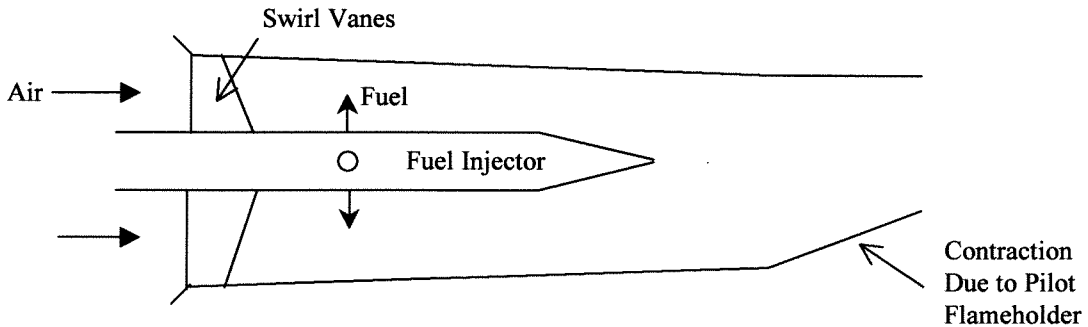 Swirl Vanes
Air
Fuel
Fuel Injector
Contraction
Due to Pilot
Flameholder